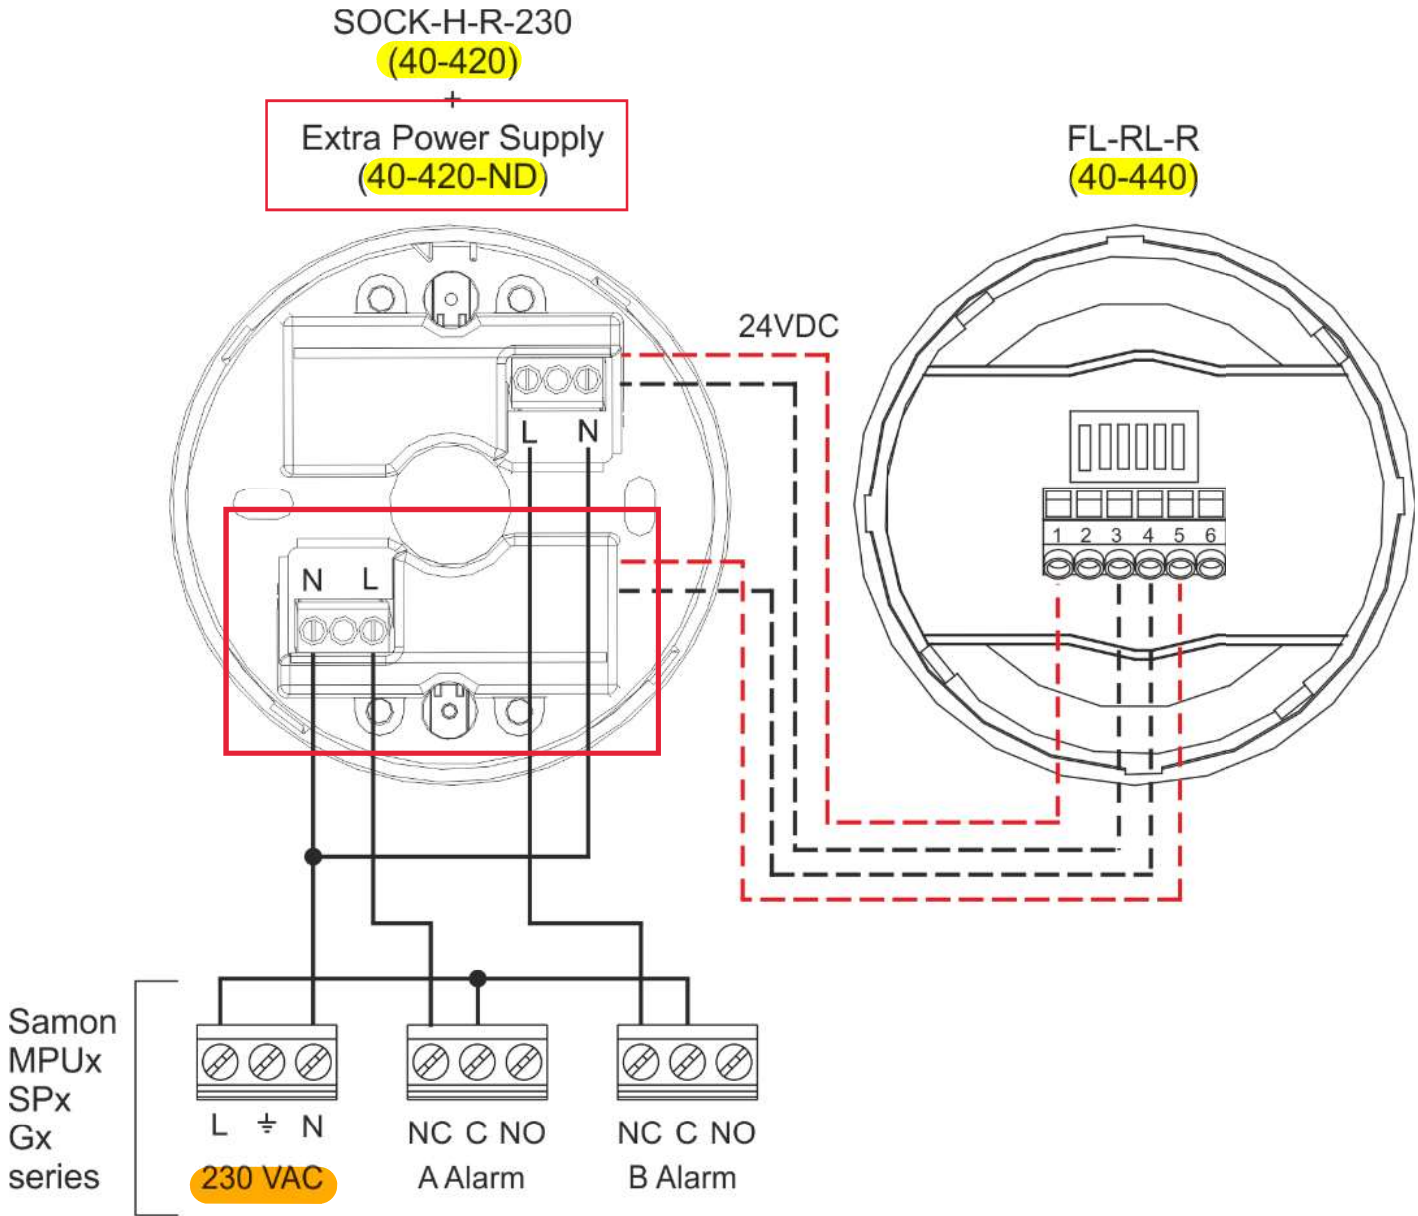 SOCK-H-R-230
(40-420)
+
Extra Power Supply
(40-420-ND)
FL-RL-R
(40-440)
24VDC
L N
1 2 3 4 5 6
N L
Samon
MPUx
SPx
Gx
series
L ⏚ N
230 VAC
NC C NO
A Alarm
NC C NO
B Alarm